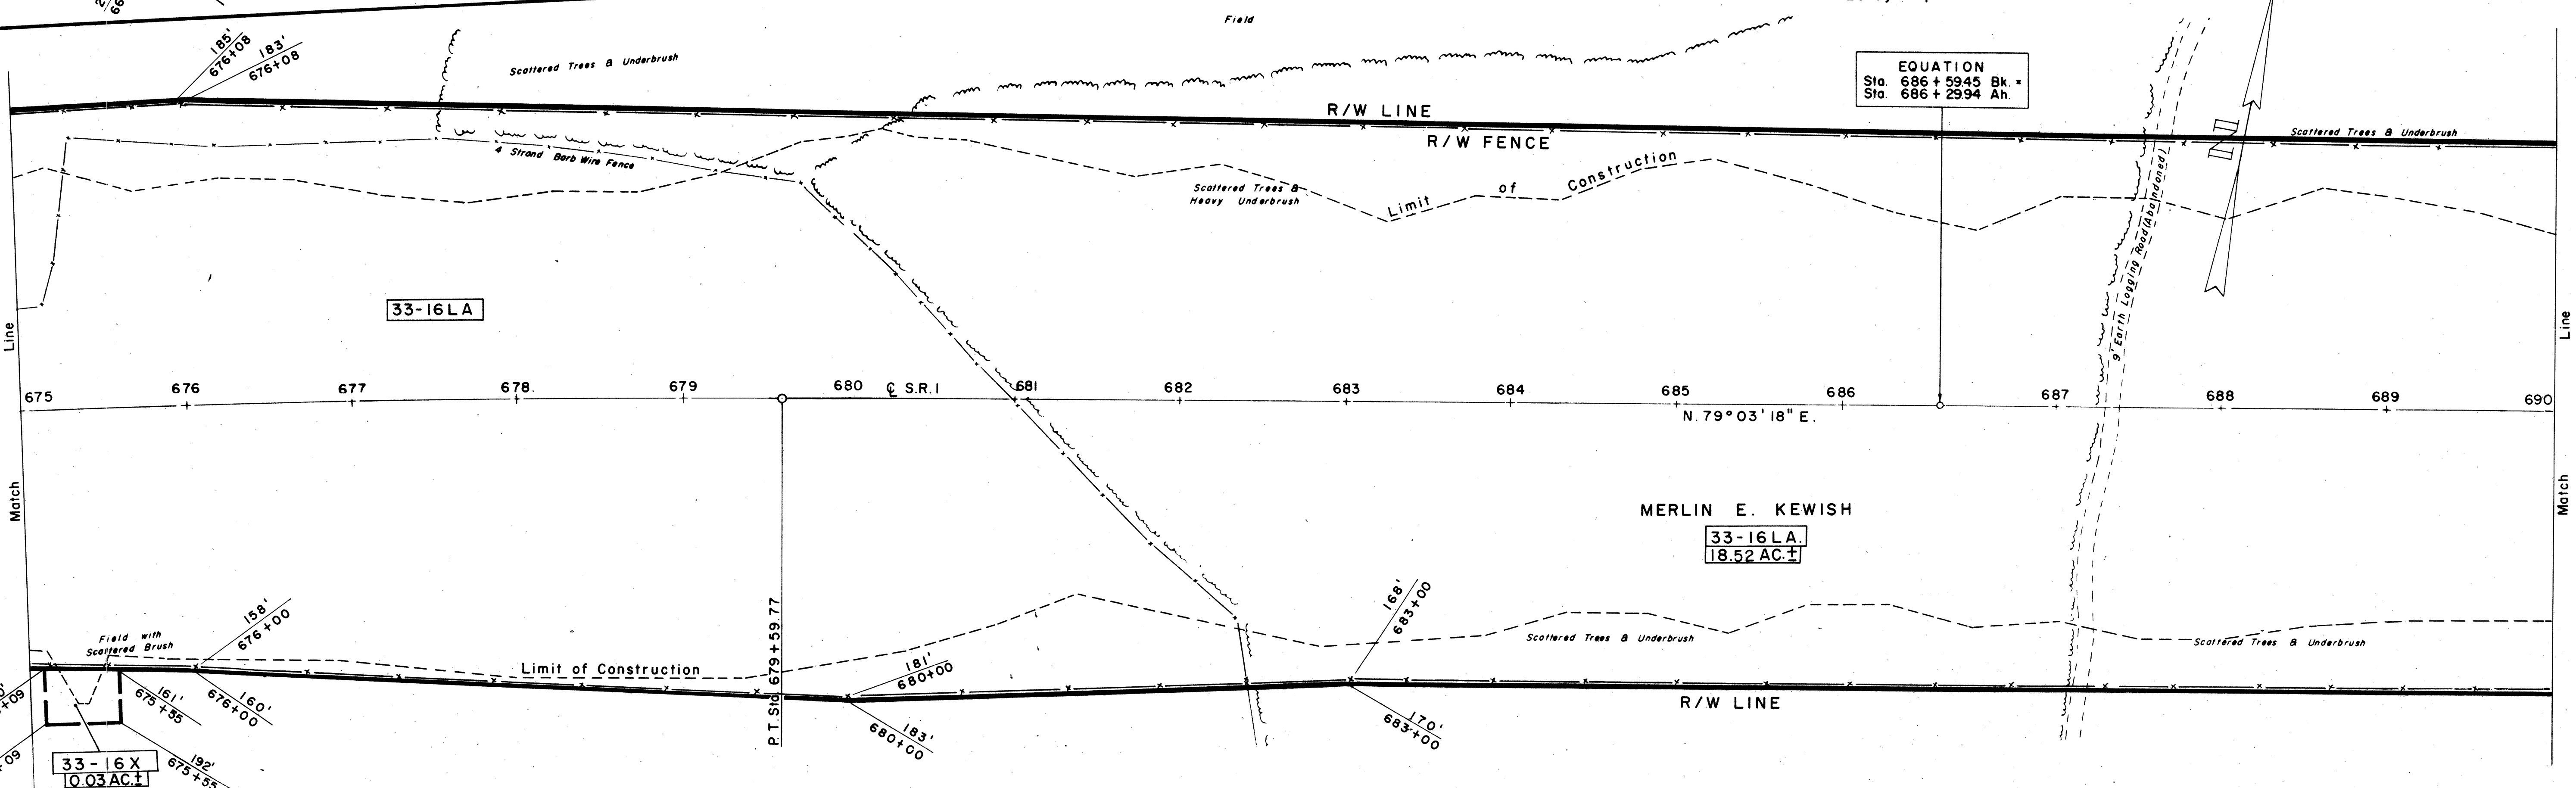 Field
185'
676+08
183'
676+08
Scattered Trees & Underbrush
EQUATION
Sta. 686+59.45 Bk. =
Sta. 686+29.94 Ah.
R/W LINE
R/W FENCE
Scattered Trees & Underbrush
N
4 Strand Barb Wire Fence
Scattered Trees &
Heavy Underbrush
Limit of Construction
9' Earth Logging Road (Abandoned)
33-16LA
Line
Line
675
676
677
678.
679
680
℄ S.R.1
681
682
683
684
685
686
687
688
689
690
N. 79° 03' 18" E.
Match
Match
MERLIN E. KEWISH
33-16LA.
18.52 AC.±
P.T. Sta. 679+59.77
158'
676+00
Field with
Scattered Brush
Limit of Construction
181'
680+00
168'
683+00
Scattered Trees & Underbrush
Scattered Trees & Underbrush
+09
161'
675+55
160'
676+00
183'
680+00
170'
683+00
R/W LINE
+09
33-16X
0.03 AC.±
192'
675+55